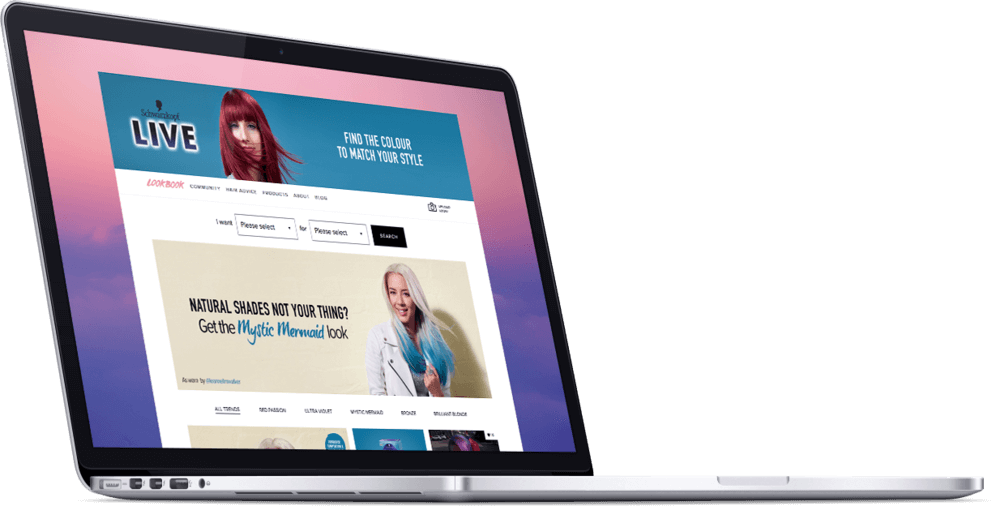 Schwarzkopf
LIVE
FIND THE COLOUR
TO MATCH YOUR STYLE
LOOKBOOK COMMUNITY HAIR ADVICE PRODUCTS ABOUT BLOG
I want Please select for Please select SEARCH
NATURAL SHADES NOT YOUR THING?
Get the Mystic Mermaid look
As worn by
ALL TRENDS RED PASSION ULTRA VIOLET MYSTIC MERMAID BRONZE BRILLIANT BLONDE